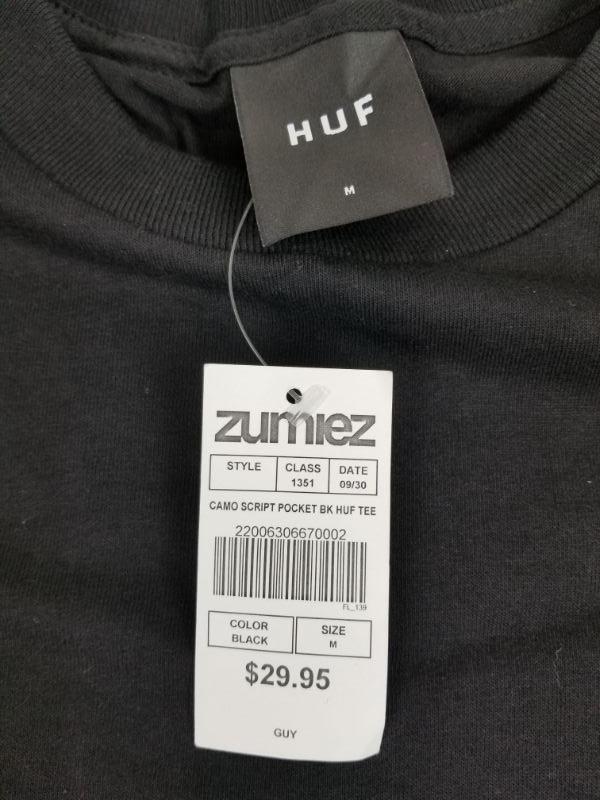 HUF
M
zumiez
STYLE CLASS DATE
1351 09/30
CAMO SCRIPT POCKET BK HUF TEE
22006306670002
FL_139
COLOR SIZE
BLACK M
$29.95
GUY